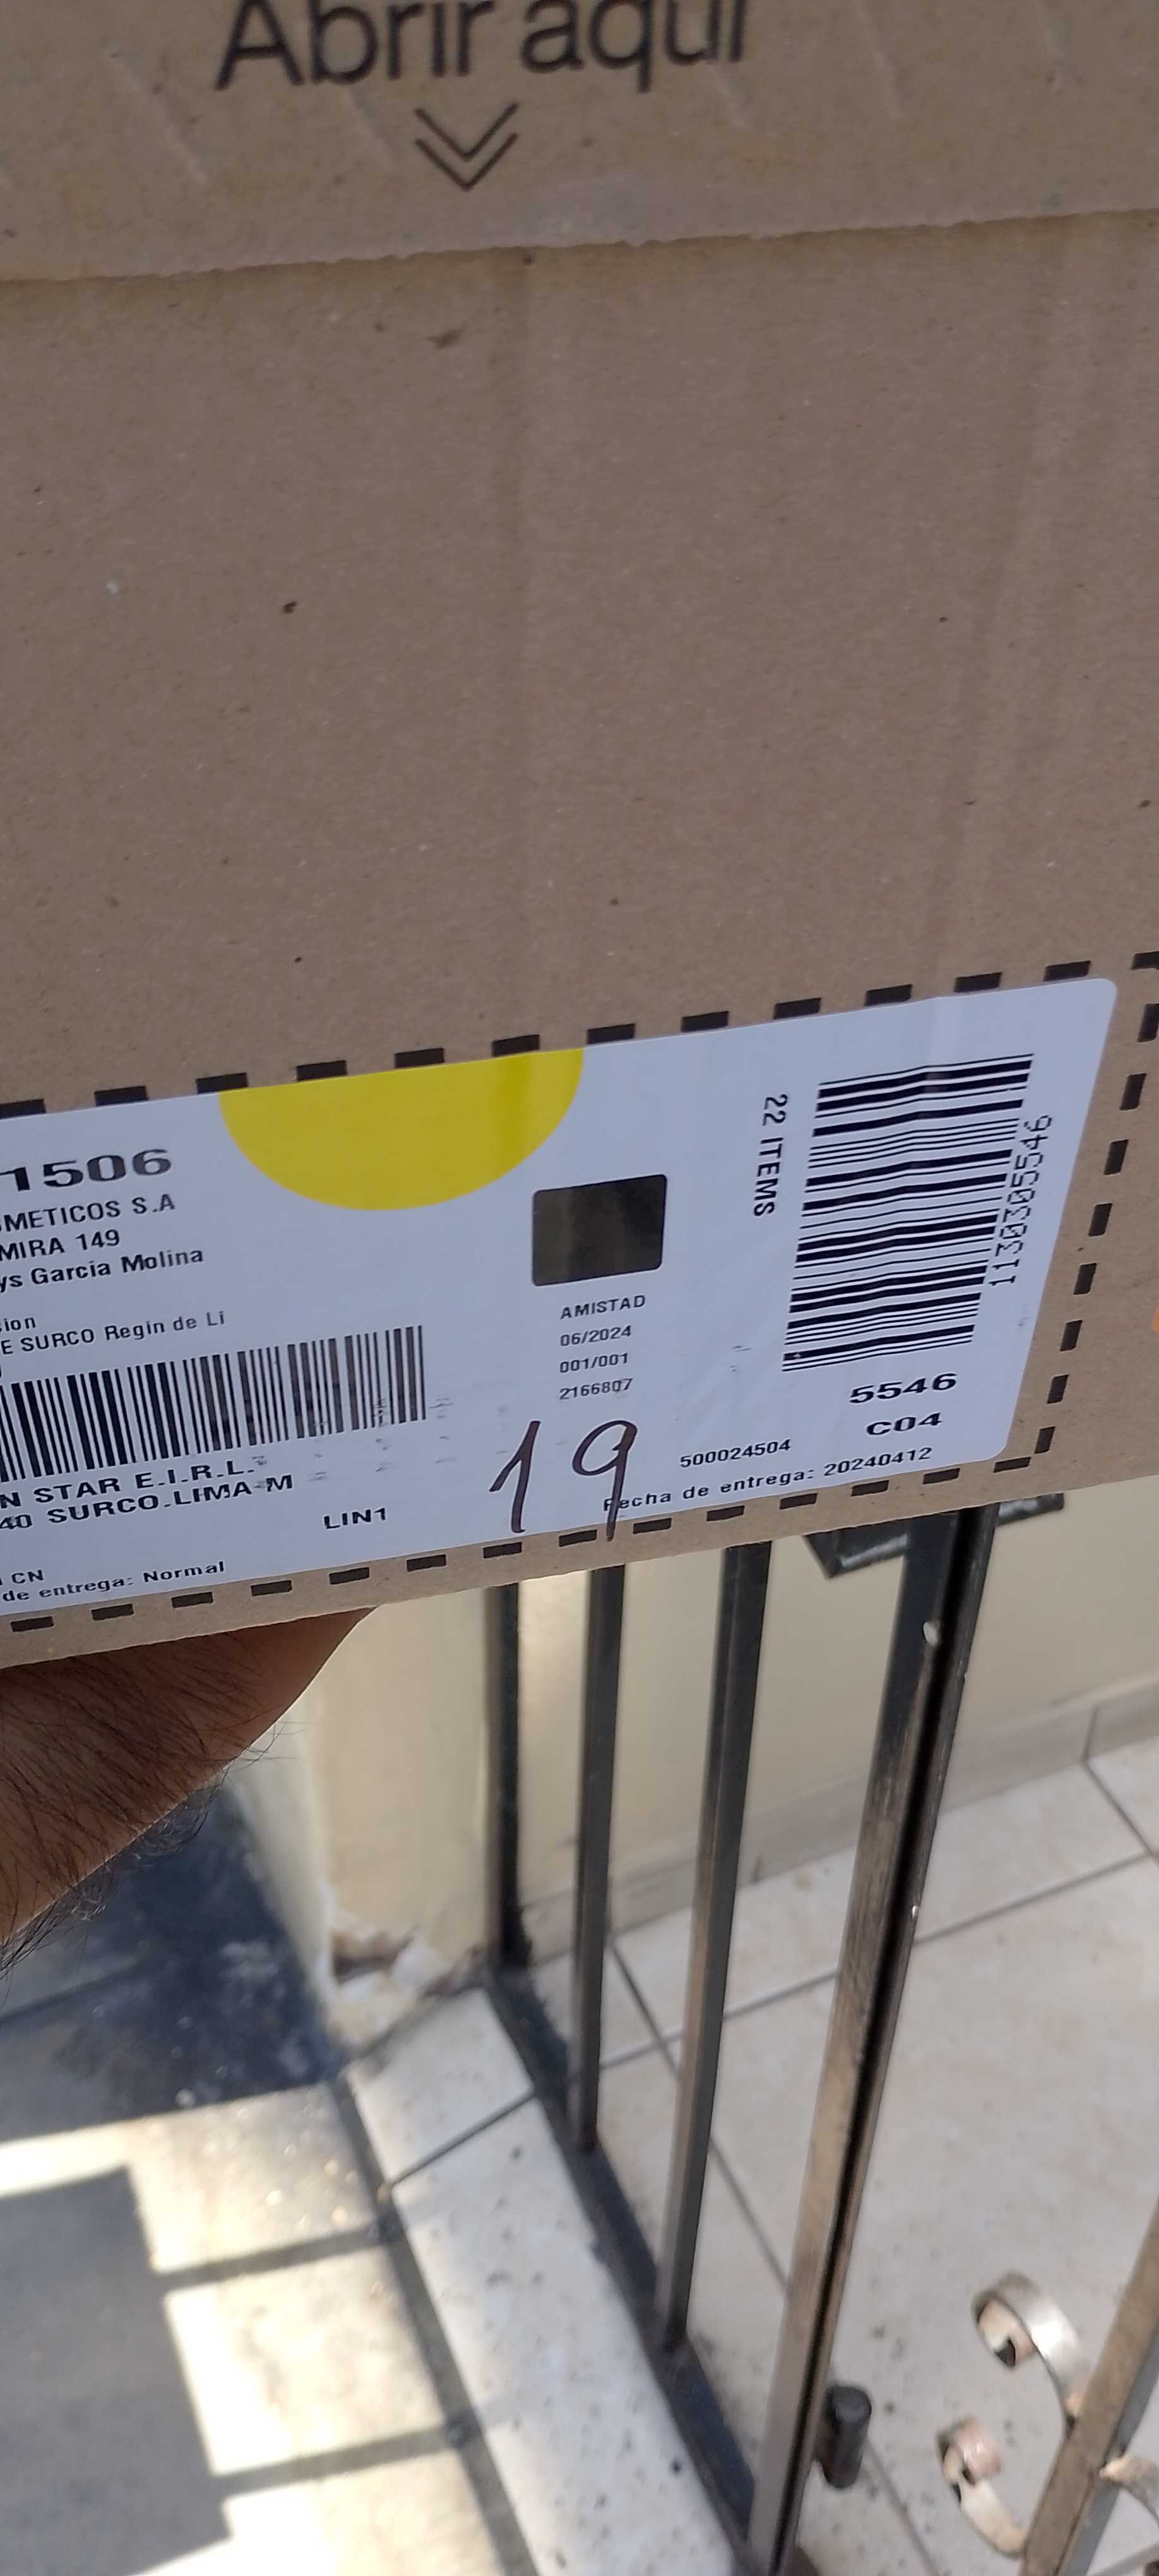 Abrir aquí
1506
METICOS S.A
MIRA 149
ys Garcia Molina
ion
E SURCO Regin de Li
N STAR E.I.R.L.
40 SURCO-LIMA-M
LIN1
CN
de entrega: Normal
AMISTAD
06/2024
001/001
2166807
19
22 ITEMS
1130305546
5546
C04
500024504
Fecha de entrega: 20240412